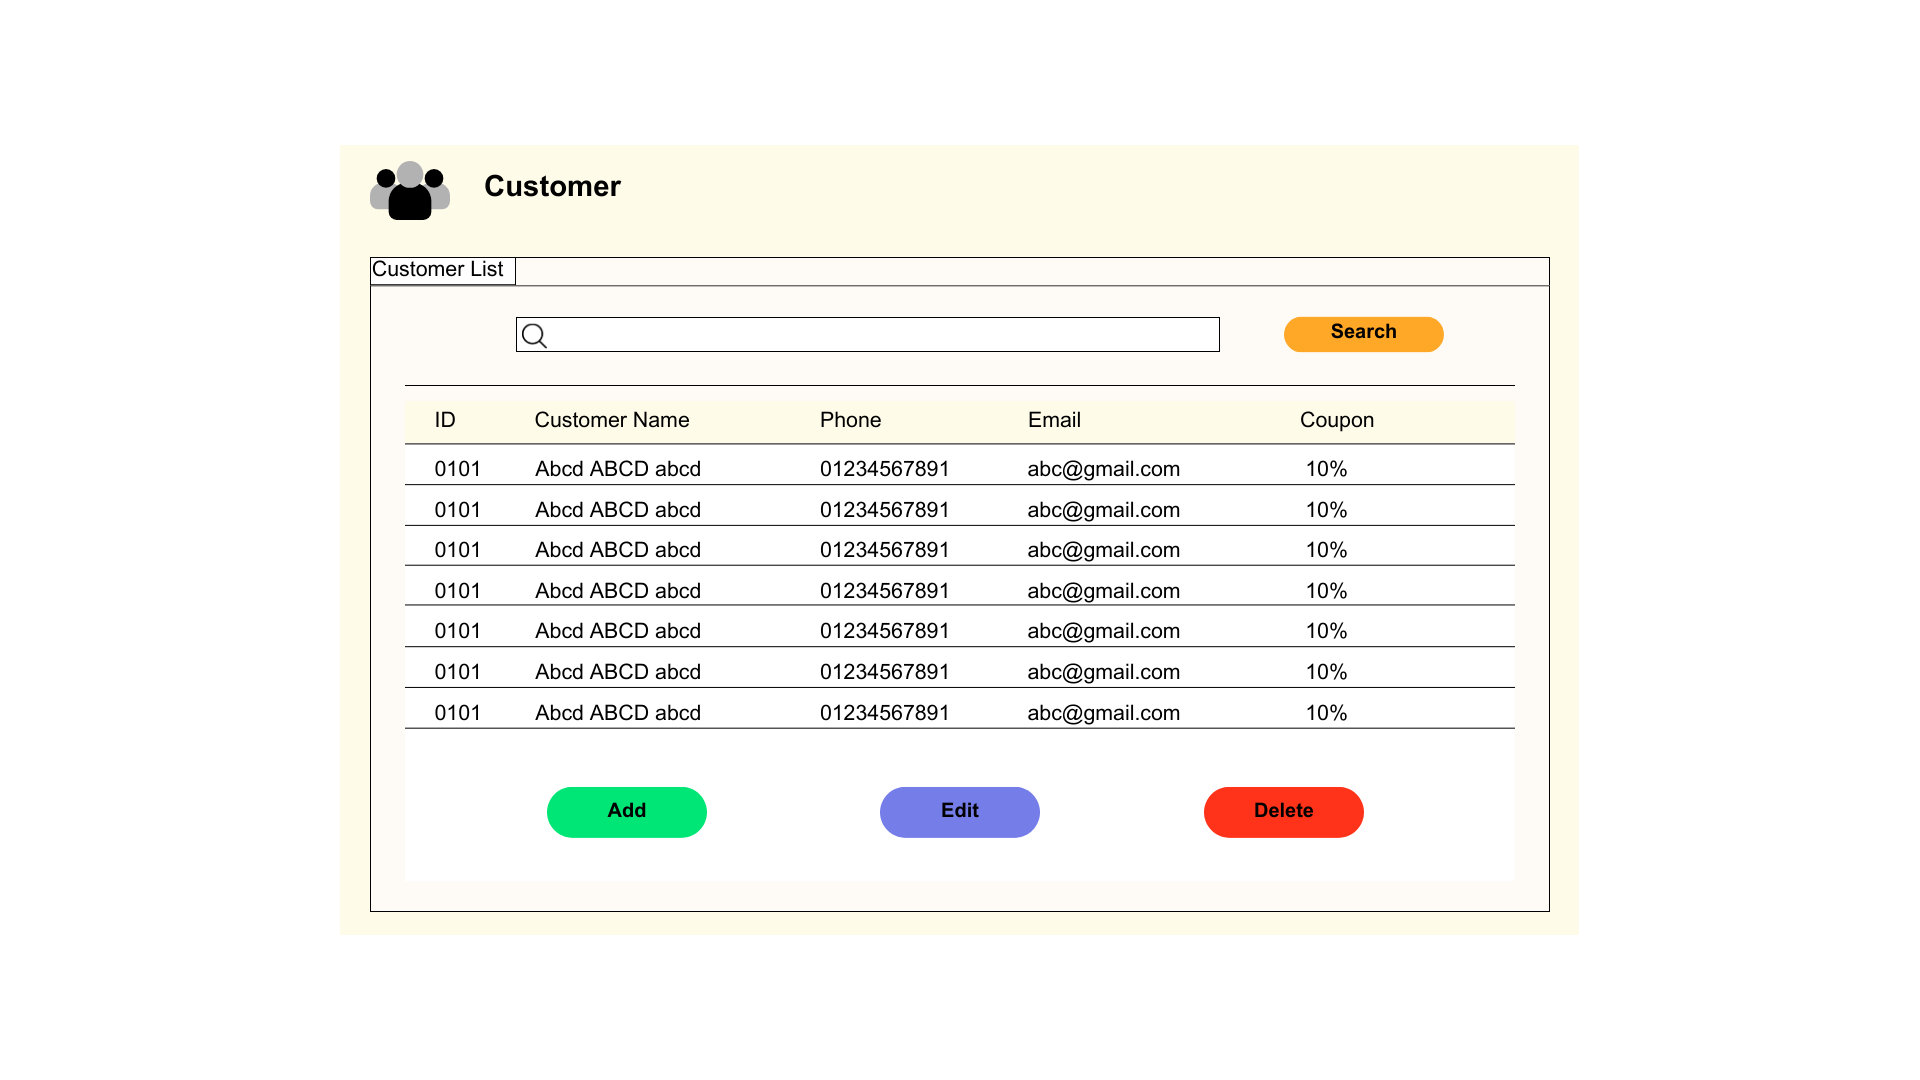 Customer
Customer List
Search
ID Customer Name Phone Email Coupon
0101 Abcd ABCD abcd 01234567891 abc@gmail.com 10%
0101 Abcd ABCD abcd 01234567891 abc@gmail.com 10%
0101 Abcd ABCD abcd 01234567891 abc@gmail.com 10%
0101 Abcd ABCD abcd 01234567891 abc@gmail.com 10%
0101 Abcd ABCD abcd 01234567891 abc@gmail.com 10%
0101 Abcd ABCD abcd 01234567891 abc@gmail.com 10%
0101 Abcd ABCD abcd 01234567891 abc@gmail.com 10%
Add Edit Delete